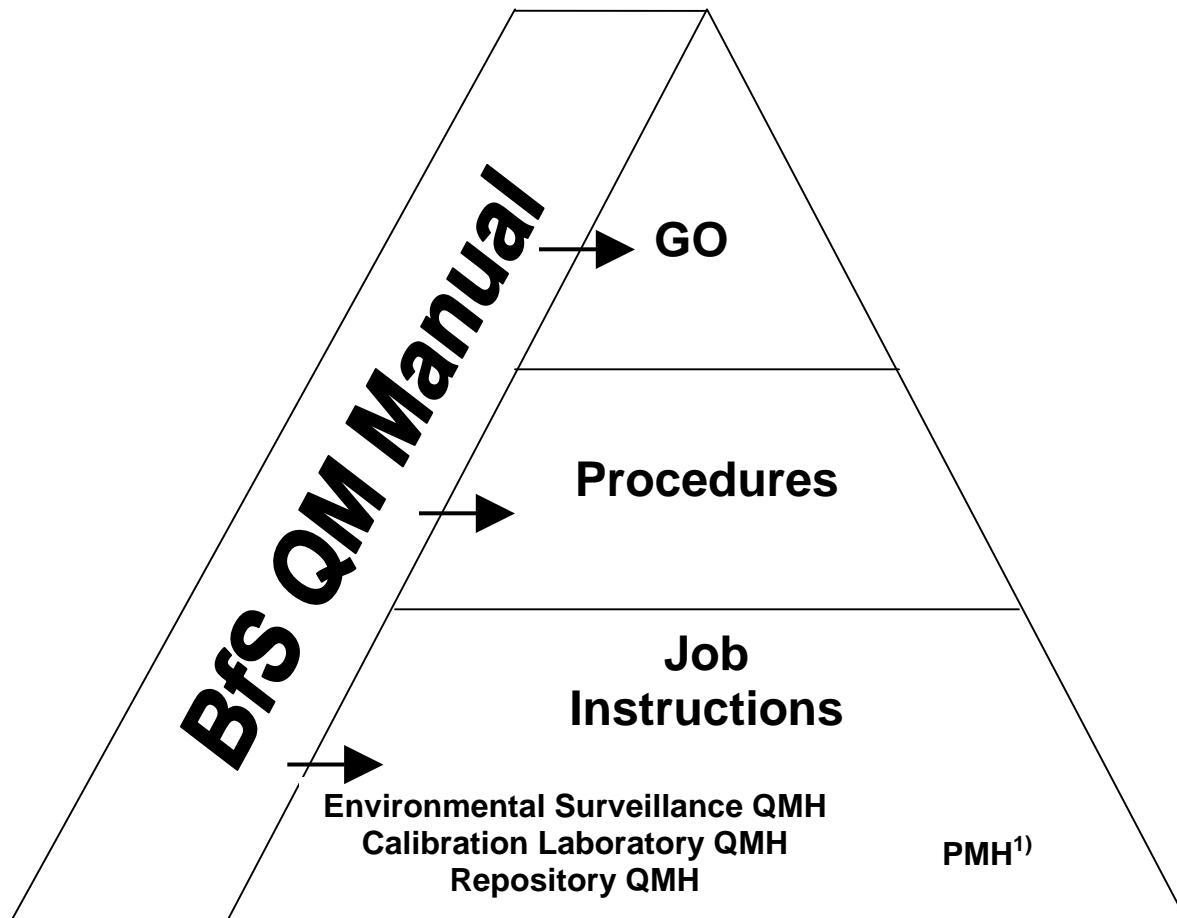 BfS QM Manual
GO
Procedures
Job
Instructions
Environmental Surveillance QMH
Calibration Laboratory QMH
Repository QMH
PMH1)